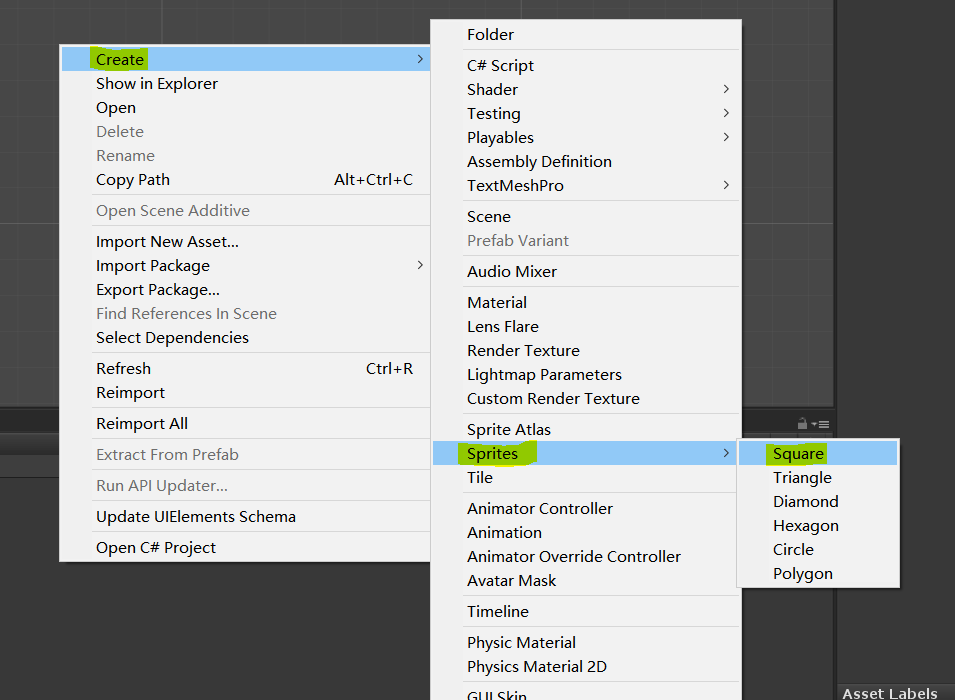 Create
Show in Explorer
Open
Delete
Rename
Copy Path Alt+Ctrl+C
Open Scene Additive
Import New Asset...
Import Package
Export Package...
Find References In Scene
Select Dependencies
Refresh Ctrl+R
Reimport
Reimport All
Extract From Prefab
Run API Updater...
Update UIElements Schema
Open C# Project
Folder
C# Script
Shader
Testing
Playables
Assembly Definition
TextMeshPro
Scene
Prefab Variant
Audio Mixer
Material
Lens Flare
Render Texture
Lightmap Parameters
Custom Render Texture
Sprite Atlas
Sprites
Tile
Animator Controller
Animation
Animator Override Controller
Avatar Mask
Timeline
Physic Material
Physics Material 2D
GUI Skin
Square
Triangle
Diamond
Hexagon
Circle
Polygon
Asset Labels